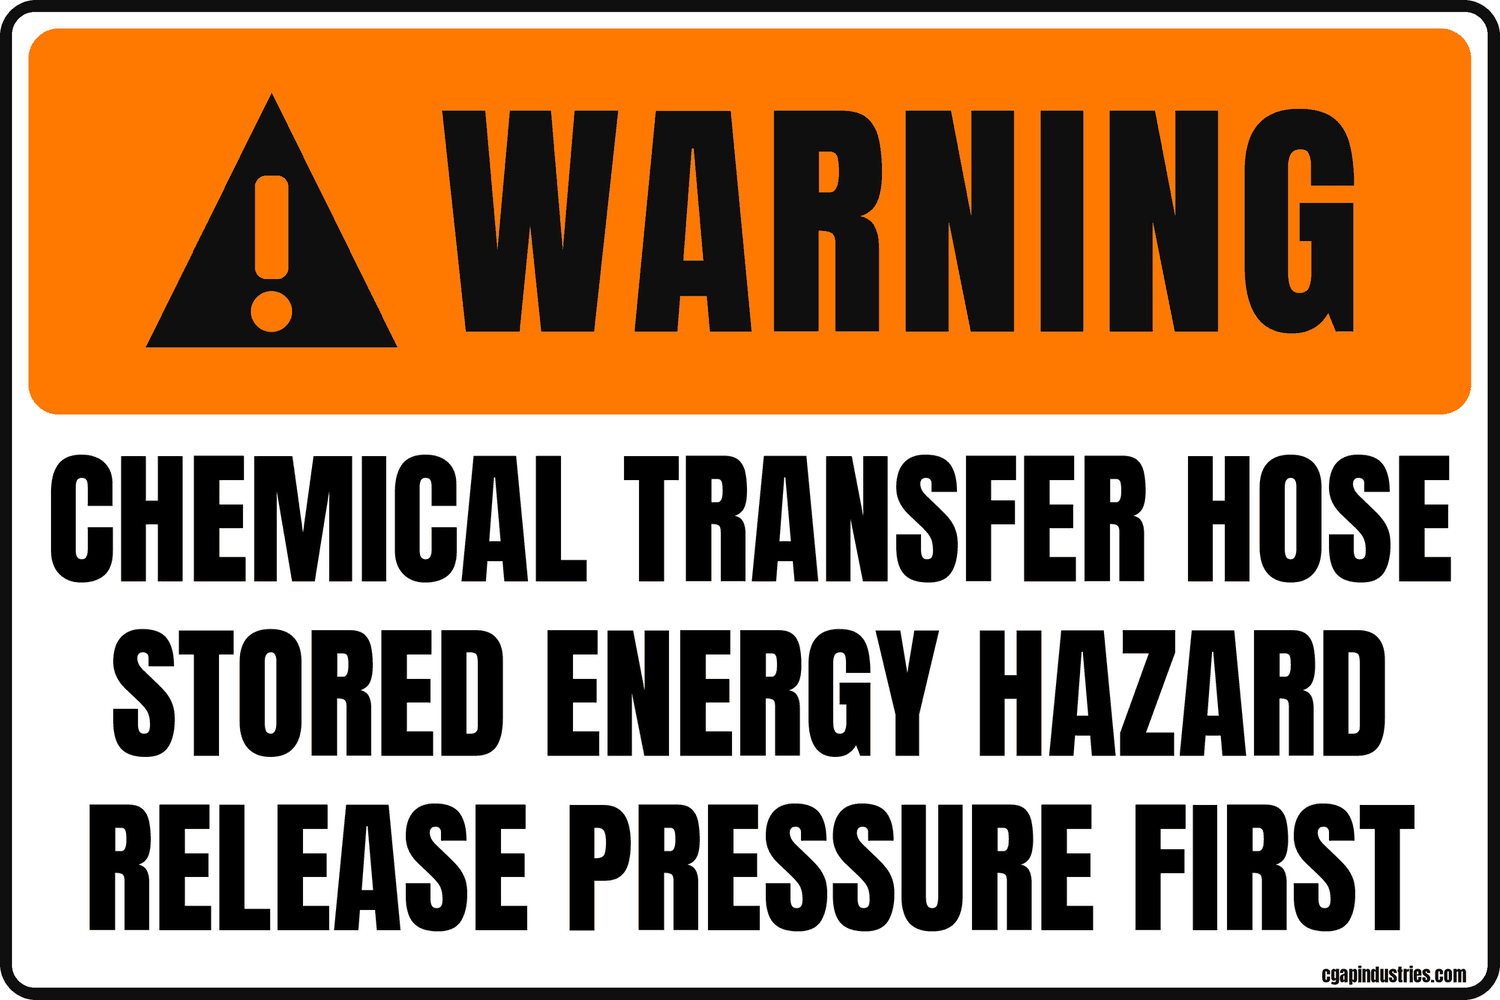 WARNING
CHEMICAL TRANSFER HOSE
STORED ENERGY HAZARD
RELEASE PRESSURE FIRST
cgapindustries.com